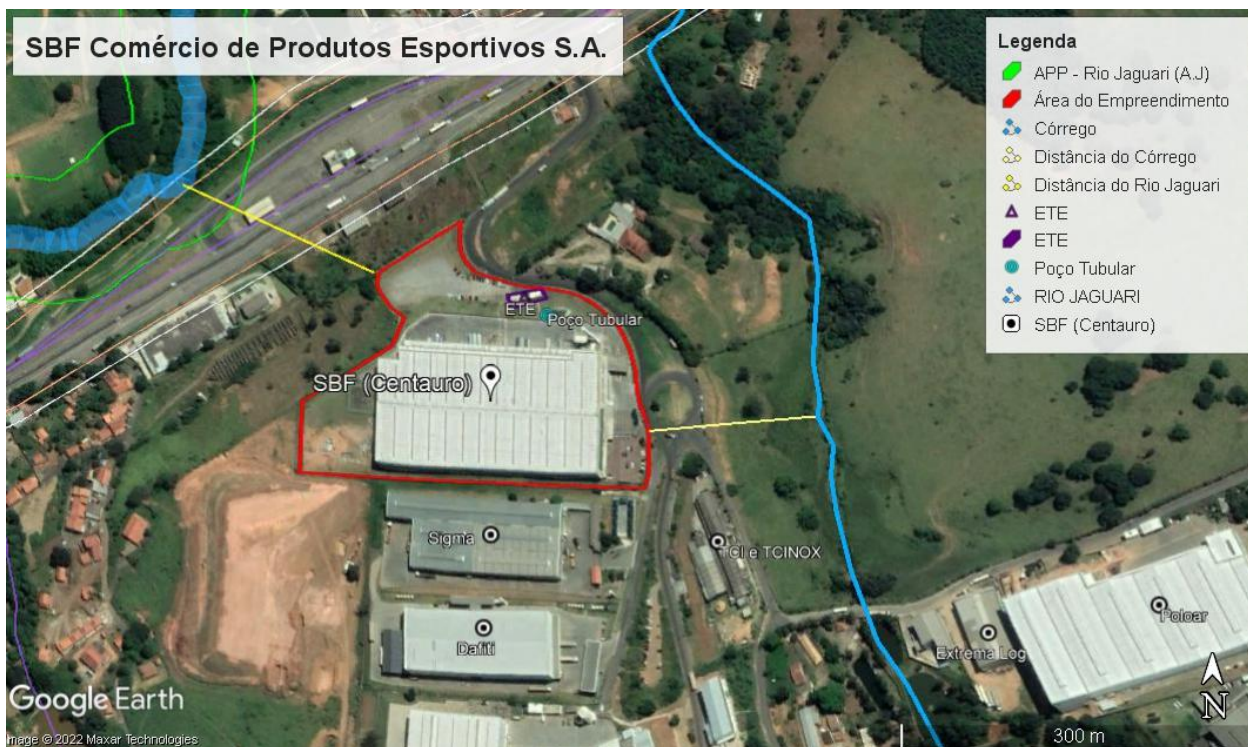 SBF Comércio de Produtos Esportivos S.A.
Legenda
APP - Rio Jaguari (A.J)
Área do Empreendimento
Córrego
Distância do Córrego
Distância do Rio Jaguari
ETE
ETE
Poço Tubular
RIO JAGUARI
SBF (Centauro)
ETE
Poço Tubular
SBF (Centauro)
Sigma
TCI e TCINOX
Dafiti
Poloar
Extrema Log
N
Google Earth
Image © 2022 Maxar Technologies
300 m